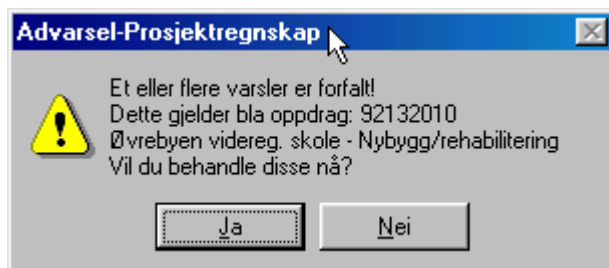 Advarsel-Prosjektregnskap
Et eller flere varsler er forfalt!
Dette gjelder bla oppdrag: 92132010
Øvrebyen videreg. skole - Nybygg/rehabilitering
Vil du behandle disse nå?
Ja
Nei